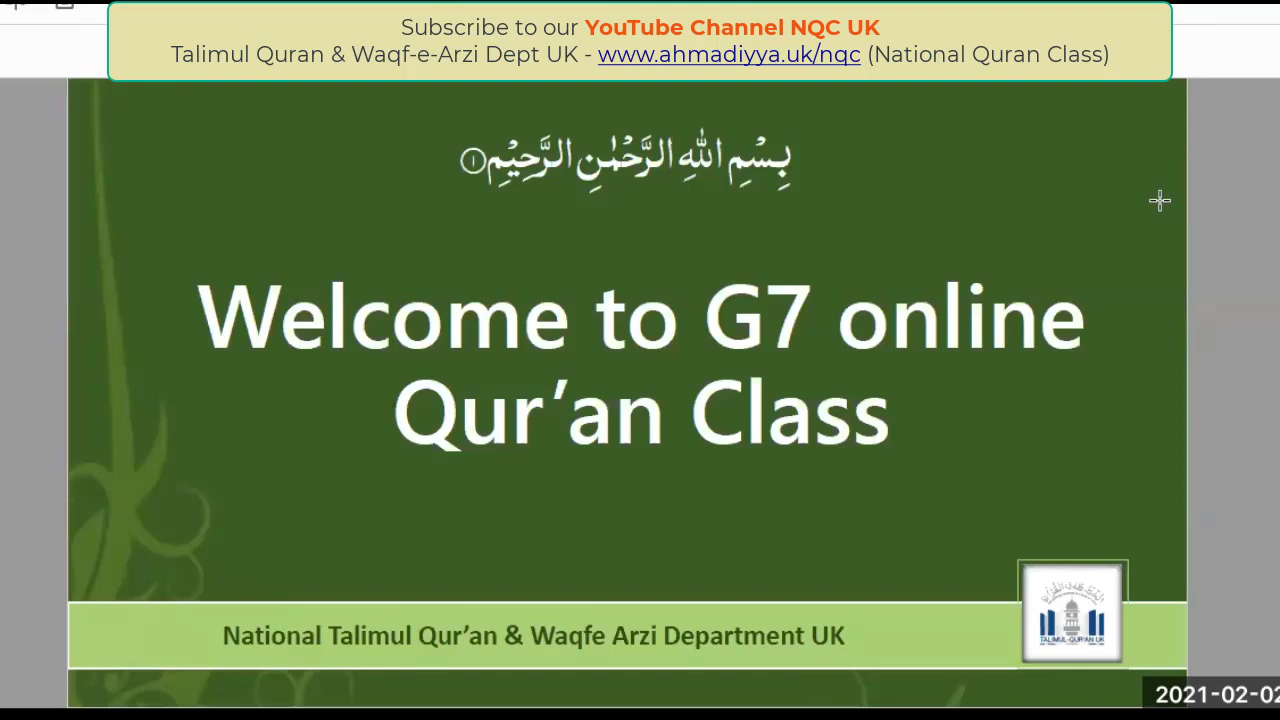 Subscribe to our YouTube Channel NQC UK
Talimul Quran & Waqf-e-Arzi Dept UK - www.ahmadiyya.uk/nqc (National Quran Class)
بِسْمِ اللّٰهِ الرَّحْمٰنِ الرَّحِيْمِ ۝١
Welcome to G7 online
Qur’an Class
National Talimul Qur’an & Waqfe Arzi Department UK
TALIMUL-QUR'AN UK
2021-02-02